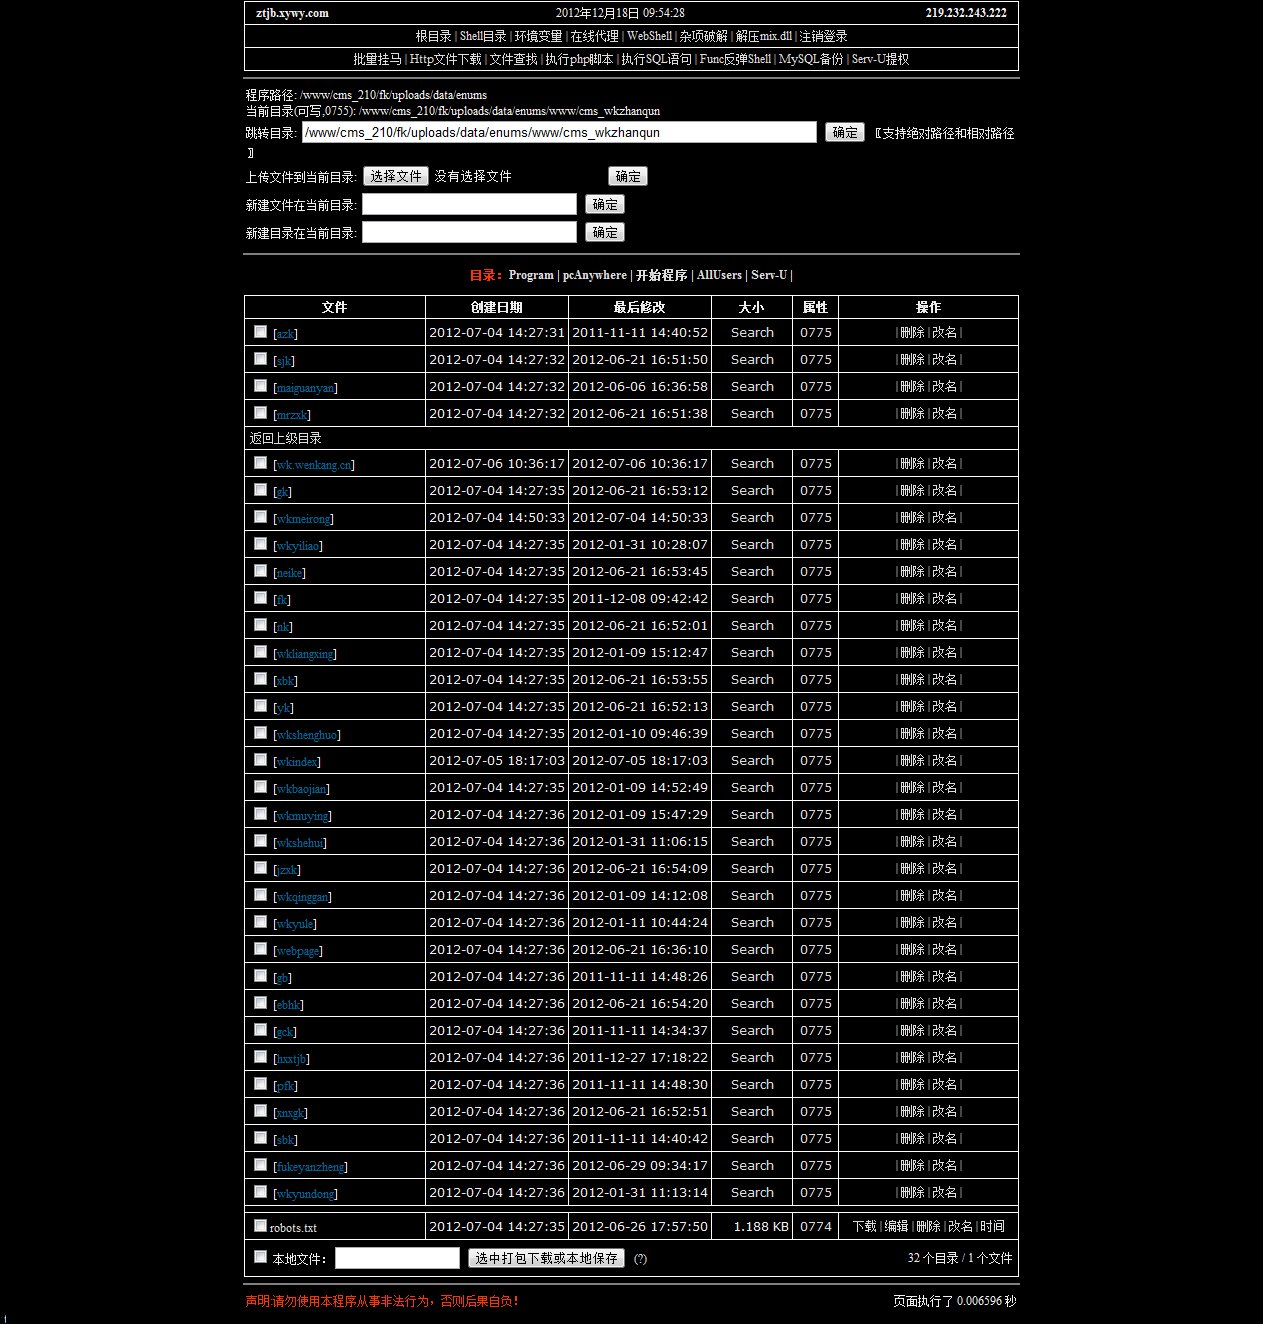 ztjb.xywy.com 2012年12月18日 09:54:28 219.232.243.222
根目录 | Shell目录 | 环境变量 | 在线代理 | WebShell | 杂项破解 | 解压mix.dll | 注销登录
批量挂马 | Http文件下载 | 文件查找 | 执行php脚本 | 执行SQL语句 | Func反弹Shell | MySQL备份 | Serv-U提权
程序路径: /www/cms_210/fk/uploads/data/enums
当前目录(可写,0755): /www/cms_210/fk/uploads/data/enums/www/cms_wkzhanqun
跳转目录: /www/cms_210/fk/uploads/data/enums/www/cms_wkzhanqun 确定 〖支持绝对路径和相对路径
〗
上传文件到当前目录: 选择文件 没有选择文件 确定
新建文件在当前目录: 确定
新建目录在当前目录: 确定
目录: Program | pcAnywhere | 开始程序 | AllUsers | Serv-U |
文件 创建日期 最后修改 大小 属性 操作
[azk] 2012-07-04 14:27:31 2011-11-11 14:40:52 Search 0775 | 删除 | 改名 |
[sjk] 2012-07-04 14:27:32 2012-06-21 16:51:50 Search 0775 | 删除 | 改名 |
[maiguanyan] 2012-07-04 14:27:32 2012-06-06 16:36:58 Search 0775 | 删除 | 改名 |
[mrzxk] 2012-07-04 14:27:32 2012-06-21 16:51:38 Search 0775 | 删除 | 改名 |
返回上级目录
[wk.wenkang.cn] 2012-07-06 10:36:17 2012-07-06 10:36:17 Search 0775 | 删除 | 改名 |
[gk] 2012-07-04 14:27:35 2012-06-21 16:53:12 Search 0775 | 删除 | 改名 |
[wkmeirong] 2012-07-04 14:50:33 2012-07-04 14:50:33 Search 0775 | 删除 | 改名 |
[wkyiliao] 2012-07-04 14:27:35 2012-01-31 10:28:07 Search 0775 | 删除 | 改名 |
[neike] 2012-07-04 14:27:35 2012-06-21 16:53:45 Search 0775 | 删除 | 改名 |
[fk] 2012-07-04 14:27:35 2011-12-08 09:42:42 Search 0775 | 删除 | 改名 |
[nk] 2012-07-04 14:27:35 2012-06-21 16:52:01 Search 0775 | 删除 | 改名 |
[wkliangxing] 2012-07-04 14:27:35 2012-01-09 15:12:47 Search 0775 | 删除 | 改名 |
[xbk] 2012-07-04 14:27:35 2012-06-21 16:53:55 Search 0775 | 删除 | 改名 |
[yk] 2012-07-04 14:27:35 2012-06-21 16:52:13 Search 0775 | 删除 | 改名 |
[wkshenghuo] 2012-07-04 14:27:35 2012-01-10 09:46:39 Search 0775 | 删除 | 改名 |
[wkindex] 2012-07-05 18:17:03 2012-07-05 18:17:03 Search 0775 | 删除 | 改名 |
[wkbaojian] 2012-07-04 14:27:35 2012-01-09 14:52:49 Search 0775 | 删除 | 改名 |
[wkmuying] 2012-07-04 14:27:36 2012-01-09 15:47:29 Search 0775 | 删除 | 改名 |
[wkshehui] 2012-07-04 14:27:36 2012-01-31 11:06:15 Search 0775 | 删除 | 改名 |
[jzxk] 2012-07-04 14:27:36 2012-06-21 16:54:09 Search 0775 | 删除 | 改名 |
[wkqinggan] 2012-07-04 14:27:36 2012-01-09 14:12:08 Search 0775 | 删除 | 改名 |
[wkyule] 2012-07-04 14:27:36 2012-01-11 10:44:24 Search 0775 | 删除 | 改名 |
[webpage] 2012-07-04 14:27:36 2012-06-21 16:36:10 Search 0775 | 删除 | 改名 |
[gb] 2012-07-04 14:27:36 2011-11-11 14:48:26 Search 0775 | 删除 | 改名 |
[ebhk] 2012-07-04 14:27:36 2012-06-21 16:54:20 Search 0775 | 删除 | 改名 |
[gck] 2012-07-04 14:27:36 2011-11-11 14:34:37 Search 0775 | 删除 | 改名 |
[hxxtjb] 2012-07-04 14:27:36 2011-12-27 17:18:22 Search 0775 | 删除 | 改名 |
[pfk] 2012-07-04 14:27:36 2011-11-11 14:48:30 Search 0775 | 删除 | 改名 |
[xnxgk] 2012-07-04 14:27:36 2012-06-21 16:52:51 Search 0775 | 删除 | 改名 |
[sbk] 2012-07-04 14:27:36 2011-11-11 14:40:42 Search 0775 | 删除 | 改名 |
[fukeyanzheng] 2012-07-04 14:27:36 2012-06-29 09:34:17 Search 0775 | 删除 | 改名 |
[wkyundong] 2012-07-04 14:27:36 2012-01-31 11:13:14 Search 0775 | 删除 | 改名 |
robots.txt 2012-07-04 14:27:35 2012-06-26 17:57:50 1.188 KB 0774 下载 | 编辑 | 删除 | 改名 | 时间
本地文件: 选中打包下载或本地保存 (?) 32 个目录 / 1 个文件
声明:请勿使用本程序从事非法行为，否则后果自负! 页面执行了 0.006596 秒